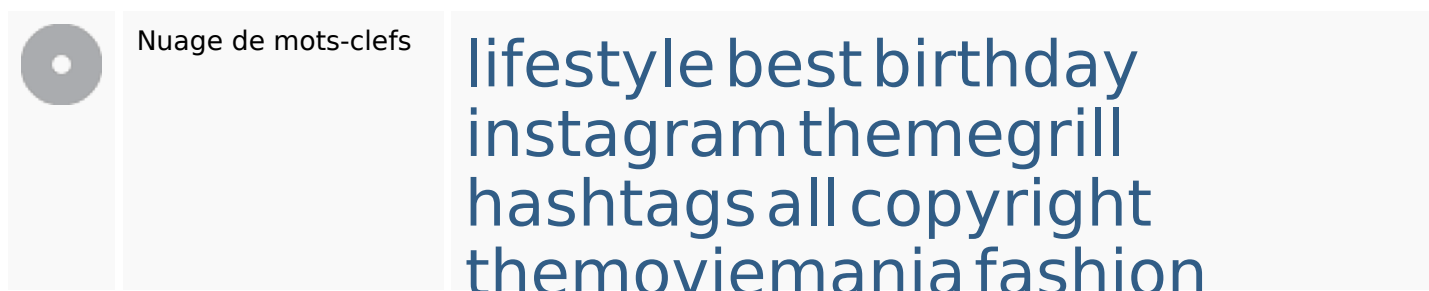 Nuage de mots-clefs
lifestyle best birthday
instagram themegrill
hashtags all copyright
themoviemania fashion